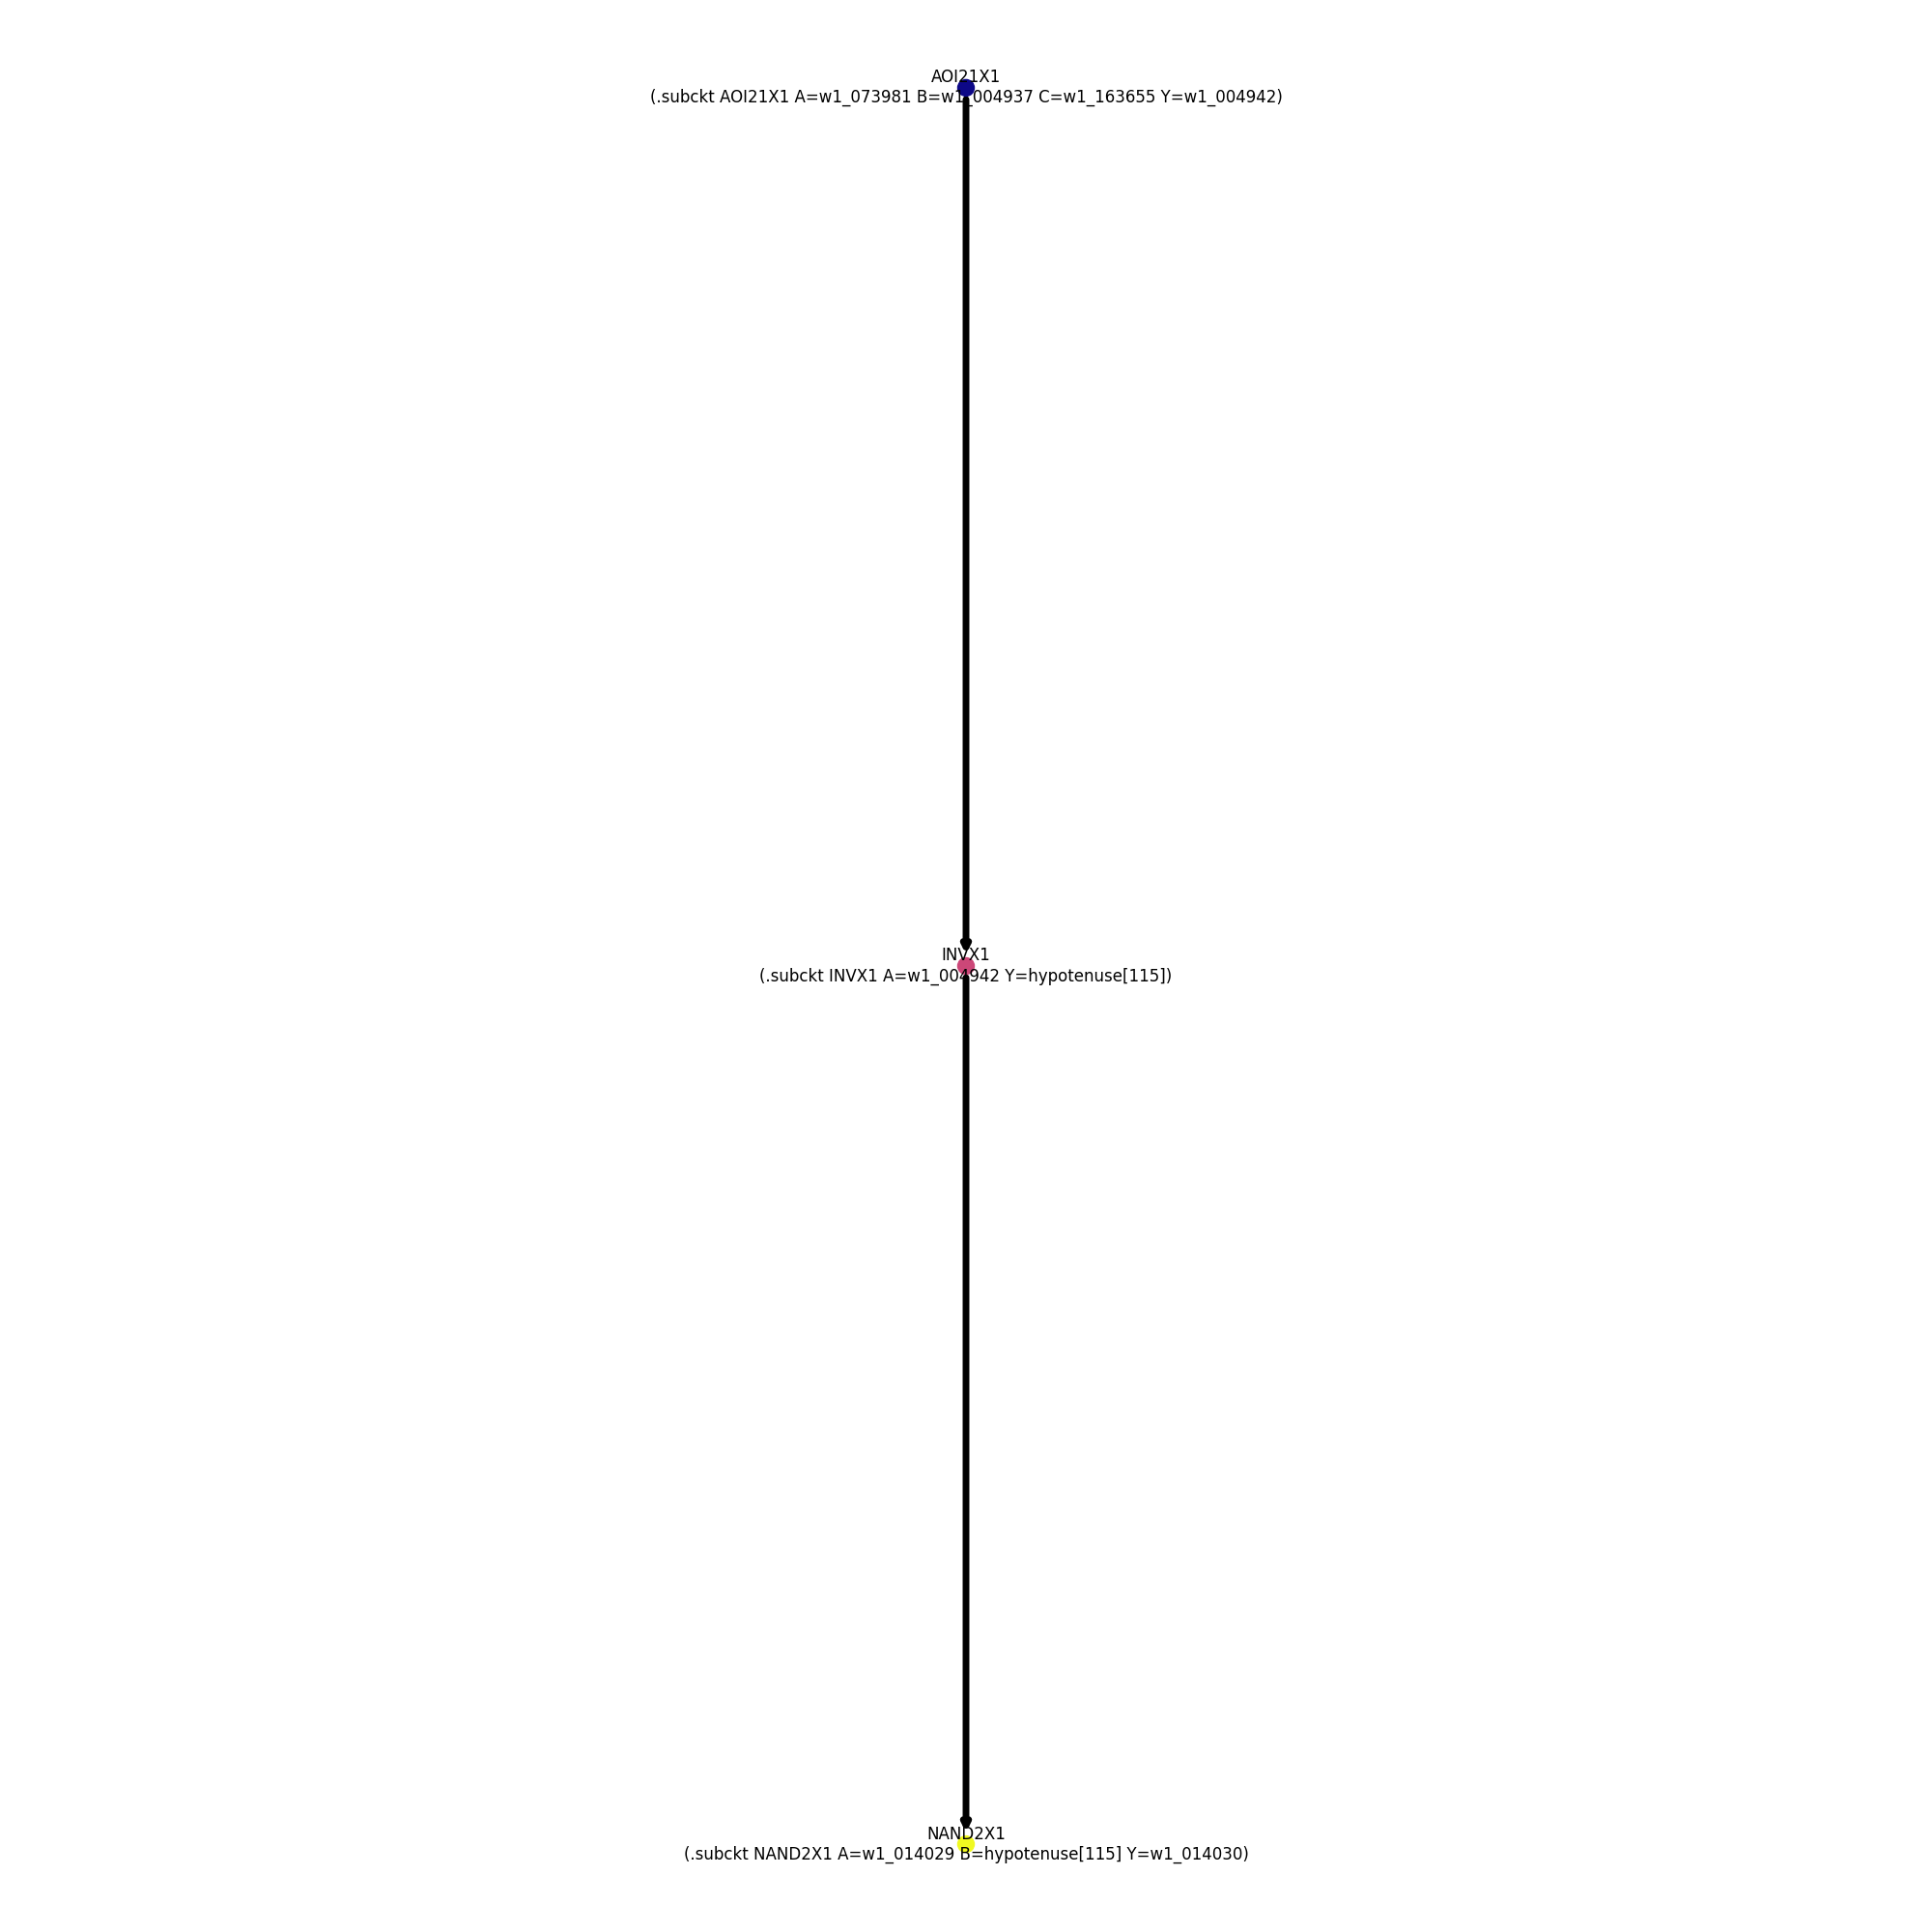 AOI21X1
(.subckt AOI21X1 A=w1_073981 B=w1_004937 C=w1_163655 Y=w1_004942)
INVX1
(.subckt INVX1 A=w1_004942 Y=hypotenuse[115])
NAND2X1
(.subckt NAND2X1 A=w1_014029 B=hypotenuse[115] Y=w1_014030)